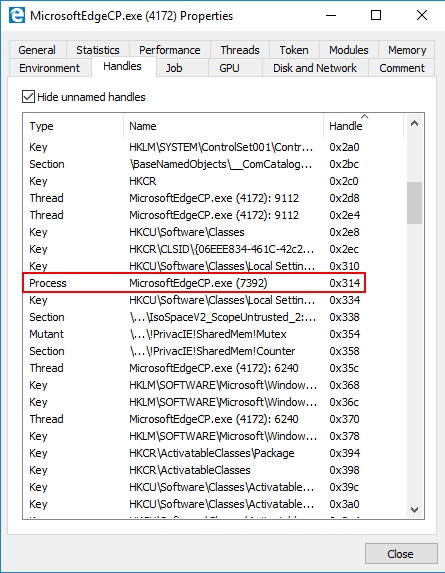 MicrosoftEdgeCP.exe (4172) Properties
General Statistics Performance Threads Token Modules Memory
Environment Handles Job GPU Disk and Network Comment
Hide unnamed handles
Type Name Handle
Key HKLM\SYSTEM\ControlSet001\Contro... 0x2a0
Section \BaseNamedObjects\__ComCatalog... 0x2bc
Key HKCR 0x2c0
Thread MicrosoftEdgeCP.exe (4172): 9112 0x2d8
Thread MicrosoftEdgeCP.exe (4172): 9112 0x2e4
Key HKCU\Software\Classes 0x2e8
Key HKCR\CLSID\{06EEE834-461C-42c2... 0x2ec
Key HKCU\Software\Classes\Local Settin... 0x310
Process MicrosoftEdgeCP.exe (7392) 0x314
Key HKCU\Software\Classes\Local Settin... 0x334
Section \...\IsoSpaceV2_ScopeUntrusted_2:... 0x338
Mutant \...\!PrivacIE!SharedMem!Mutex 0x354
Section \...\!PrivacIE!SharedMem!Counter 0x358
Thread MicrosoftEdgeCP.exe (4172): 6240 0x35c
Key HKLM\SOFTWARE\Microsoft\Window... 0x368
Key HKLM\SOFTWARE\Microsoft\Window... 0x36c
Thread MicrosoftEdgeCP.exe (4172): 6240 0x370
Key HKLM\SOFTWARE\Microsoft\Window... 0x378
Key HKCR\ActivatableClasses\Package 0x394
Key HKCR\ActivatableClasses 0x398
Key HKCU\Software\Classes\Activatabl... 0x39c
Key HKCU\Software\Classes\Activatabl... 0x3a0
Close